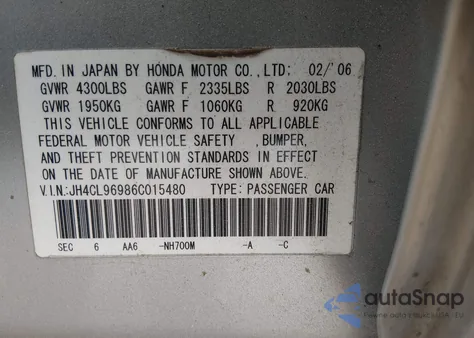 MFD. IN JAPAN BY HONDA MOTOR CO., LTD: 02/'06
GVWR 4300LBS GAWR F 2335LBS R 2030LBS
GVWR 1950KG GAWR F 1060KG R 920KG
THIS VEHICLE CONFORMS TO ALL APPLICABLE
FEDERAL MOTOR VEHICLE SAFETY , BUMPER,
AND THEFT PREVENTION STANDARDS IN EFFECT
ON THE DATE OF MANUFACTURE SHOWN ABOVE.
V.I.N:JH4CL96986C015480 TYPE: PASSENGER CAR
SEC 6 AA6 -NH700M -A -C
autoSnap